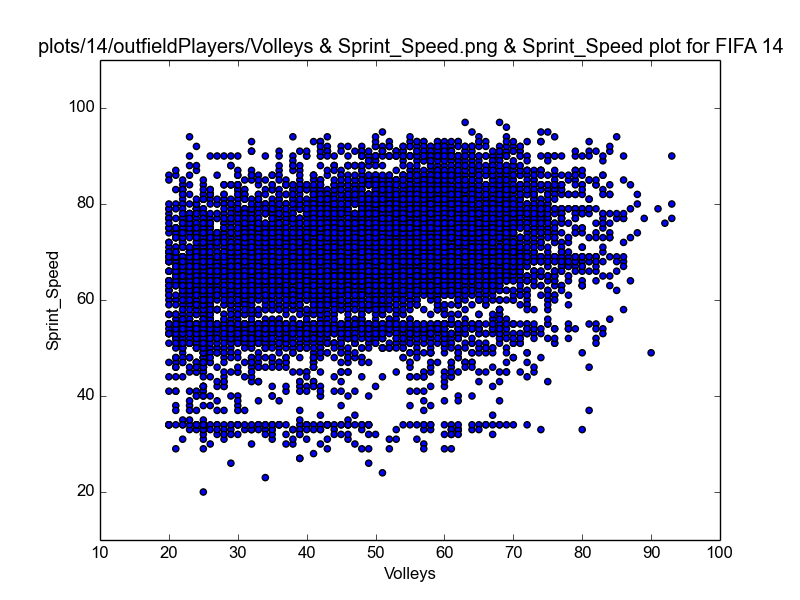 plots/14/outfieldPlayers/Volleys & Sprint_Speed.png & Sprint_Speed plot for FIFA 14
100
80
60
40
20
Sprint_Speed
10 20 30 40 50 60 70 80 90 100
Volleys